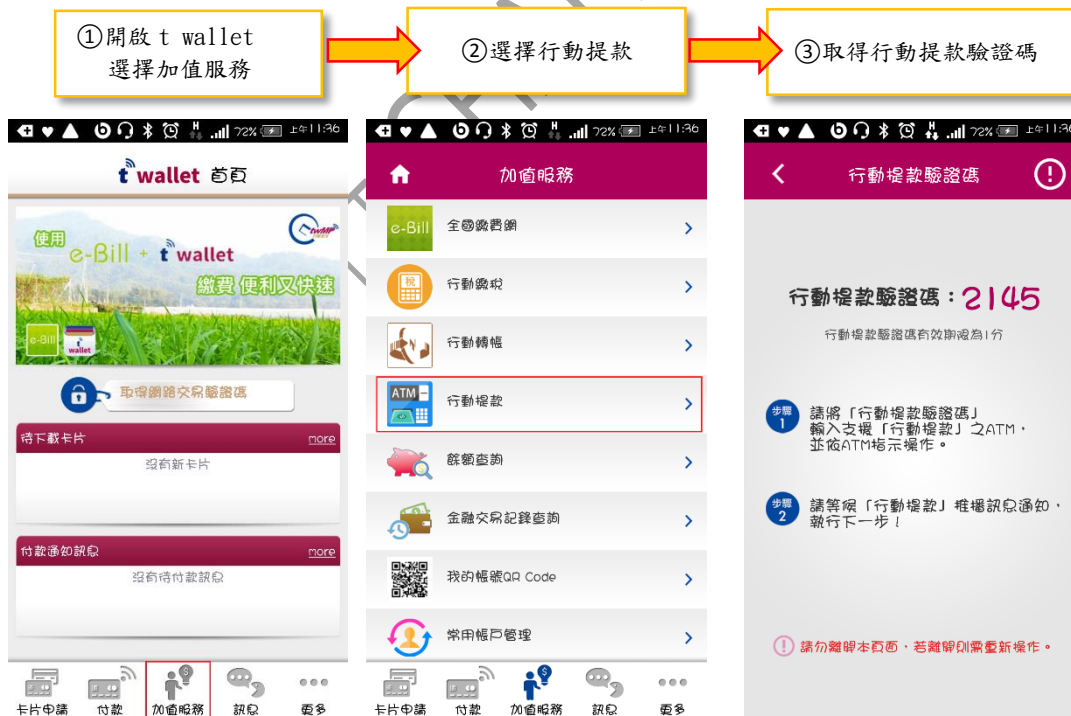 ①開啟 t wallet
選擇加值服務
②選擇行動提款
③取得行動提款驗證碼
72% 上午11:36
t wallet 首頁
使用
e-Bill + t wallet
繳費 便利又快速
twMP
e-Bill
t wallet
取得網路交易驗證碼
待下載卡片 more
沒有新卡片
付款通知訊息 more
沒有待付款訊息
卡片申請 付款 加值服務 訊息 更多
72% 上午11:36
加值服務
e-Bill 全國繳費網
稅 行動繳稅
行動轉帳
ATM 行動提款
餘額查詢
金融交易記錄查詢
我的帳號QR Code
常用帳戶管理
卡片申請 付款 加值服務 訊息 更多
72% 上午11:36
行動提款驗證碼
行動提款驗證碼：2145
行動提款驗證碼有效期限為1分
步驟1 請將「行動提款驗證碼」
輸入支援「行動提款」之ATM，
並依ATM指示操作。
步驟2 請等候「行動提款」推播訊息通知，
執行下一步！
請勿離開本頁面，若離開則需重新操作。